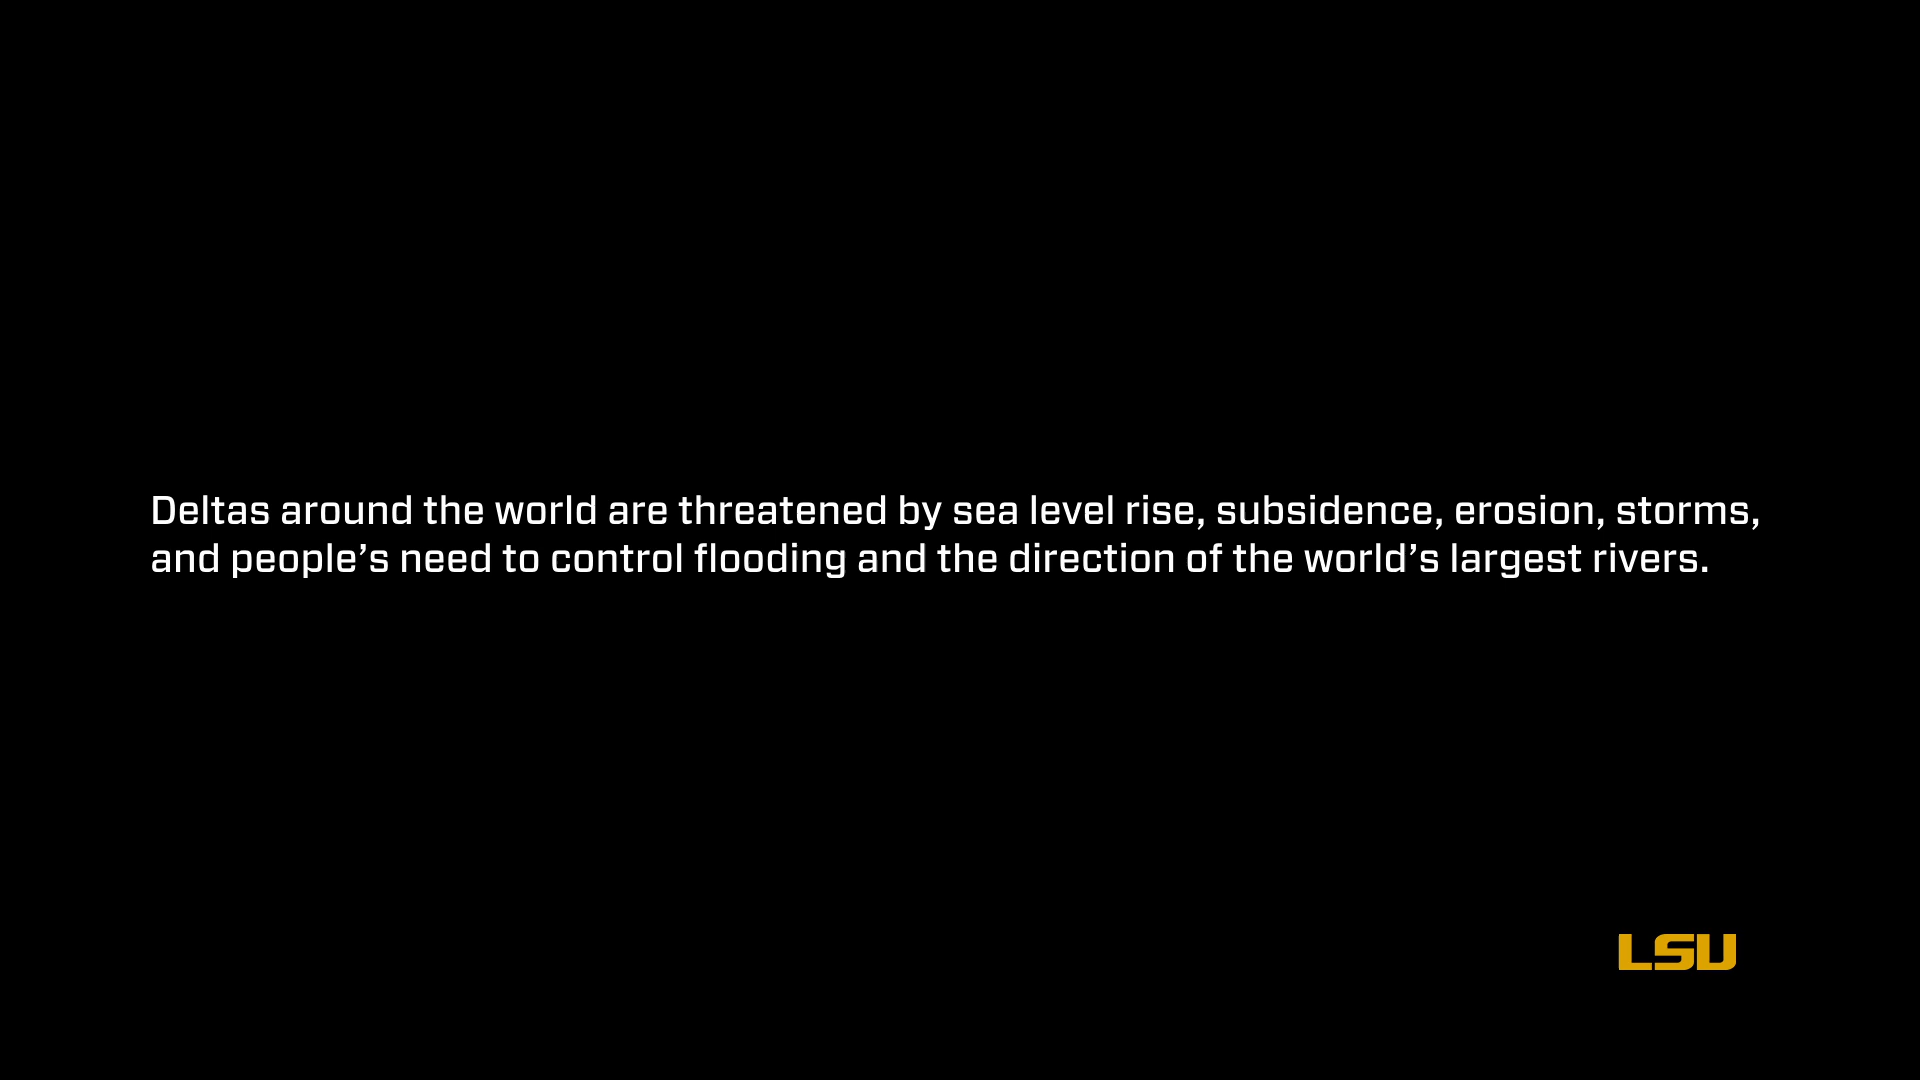 Deltas around the world are threatened by sea level rise, subsidence, erosion, storms,
and people’s need to control flooding and the direction of the world’s largest rivers.
LSU